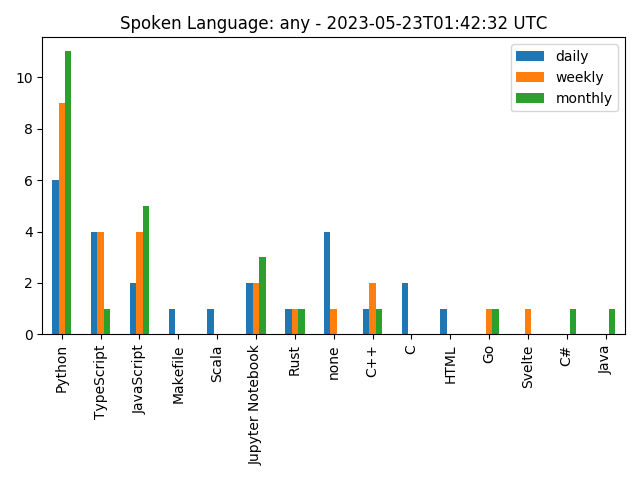 Spoken Language: any - 2023-05-23T01:42:32 UTC
daily
weekly
monthly
10
8
6
4
2
0
Python
TypeScript
JavaScript
Makefile
Scala
Jupyter Notebook
Rust
none
C++
C
HTML
Go
Svelte
C#
Java